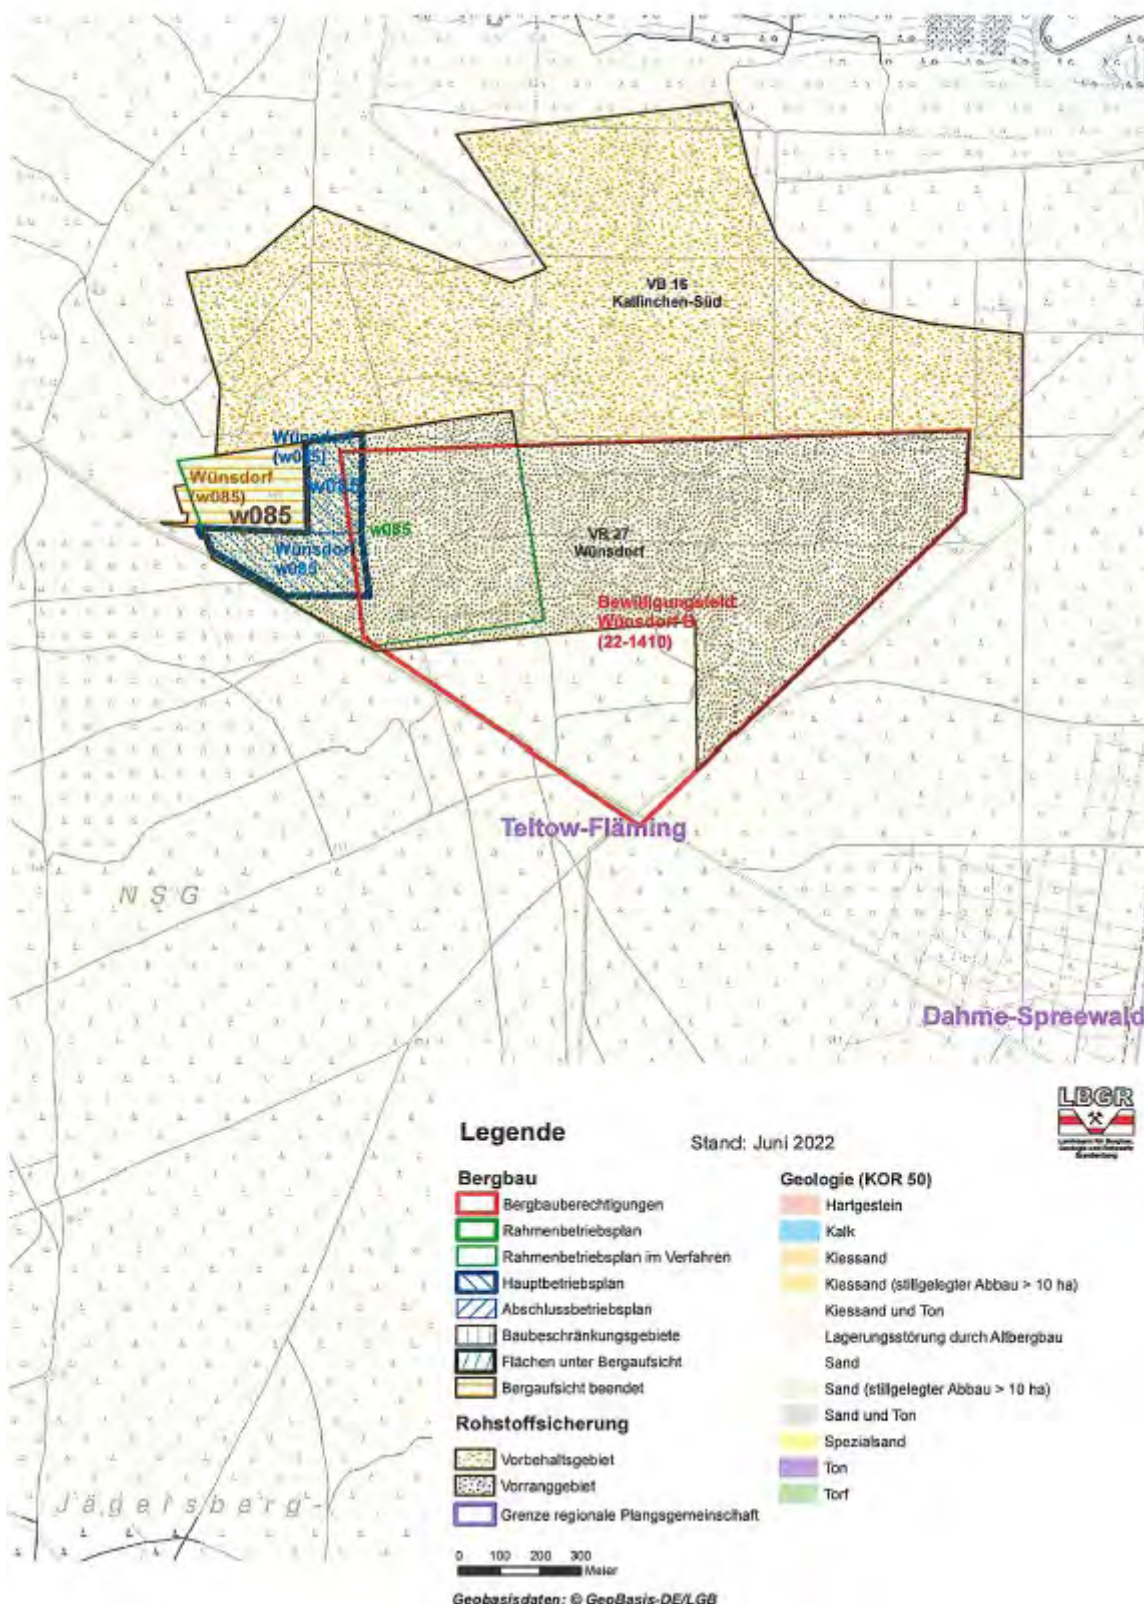 VB 16
Kallinchen-Süd
Wünsdorf
(w085)
w085
Wünsdorf
(w085)
w085
w085
Wünsdorf
w085
VR 27
Wünsdorf
Bewilligungsfeld
Wünsdorf B
(22-1410)
Teltow-Fläming
NSG
Dahme-Spreewald
LBGR
Legende
Stand: Juni 2022
Bergbau
Bergbauberechtigungen
Rahmenbetriebsplan
Rahmenbetriebsplan im Verfahren
Hauptbetriebsplan
Abschlussbetriebsplan
Baubeschränkungsgebiete
Flächen unter Bergaufsicht
Bergaufsicht beendet
Rohstoffsicherung
Vorbehaltsgebiet
Vorranggebiet
Grenze regionale Plangsgemeinschaft
Geologie (KOR 50)
Hartgestein
Kalk
Kiessand
Kiessand (stillgelegter Abbau > 10 ha)
Kiessand und Ton
Lagerungsstörung durch Altbergbau
Sand
Sand (stillgelegter Abbau > 10 ha)
Sand und Ton
Spezialsand
Ton
Torf
Jägersberg
0 100 200 300
Meter
Geobasisdaten: © GeoBasis-DE/LGB